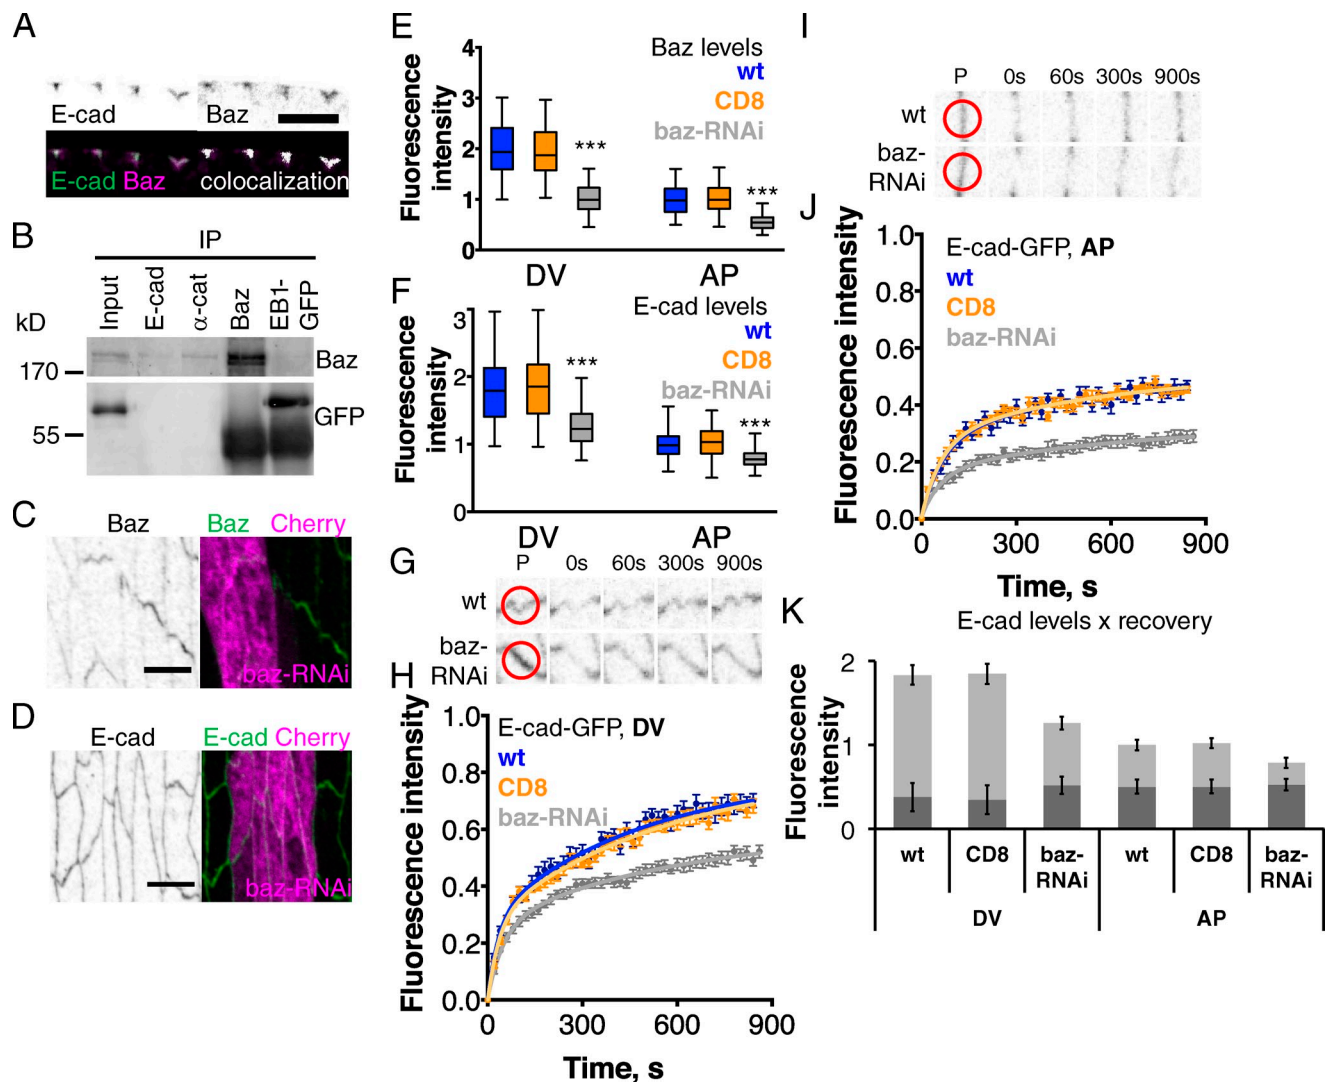 A
E-cad
Baz
E-cad Baz
colocalization
B
IP
Input
E-cad
α-cat
Baz
EB1-
GFP
kD
170
55
Baz
GFP
C
Baz
Baz Cherry
baz-RNAi
D
E-cad
E-cad Cherry
baz-RNAi
E
Fluorescence
intensity
4
3
2
1
0
Baz levels
wt
CD8
baz-RNAi
***
***
DV
AP
F
Fluorescence
intensity
3
2
1
0
E-cad levels
wt
CD8
baz-RNAi
***
***
DV
AP
G
P 0s 60s 300s 900s
wt
baz-
RNAi
H
Fluorescence intensity
1.0
0.8
0.6
0.4
0.2
0.0
E-cad-GFP, DV
wt
CD8
baz-RNAi
0 300 600 900
Time, s
I
P 0s 60s 300s 900s
wt
baz-
RNAi
J
Fluorescence intensity
1.0
0.8
0.6
0.4
0.2
0.0
E-cad-GFP, AP
wt
CD8
baz-RNAi
0 300 600 900
Time, s
K
E-cad levels x recovery
Fluorescence
intensity
2
1
0
wt CD8 baz- wt CD8 baz-
RNAi RNAi
DV AP